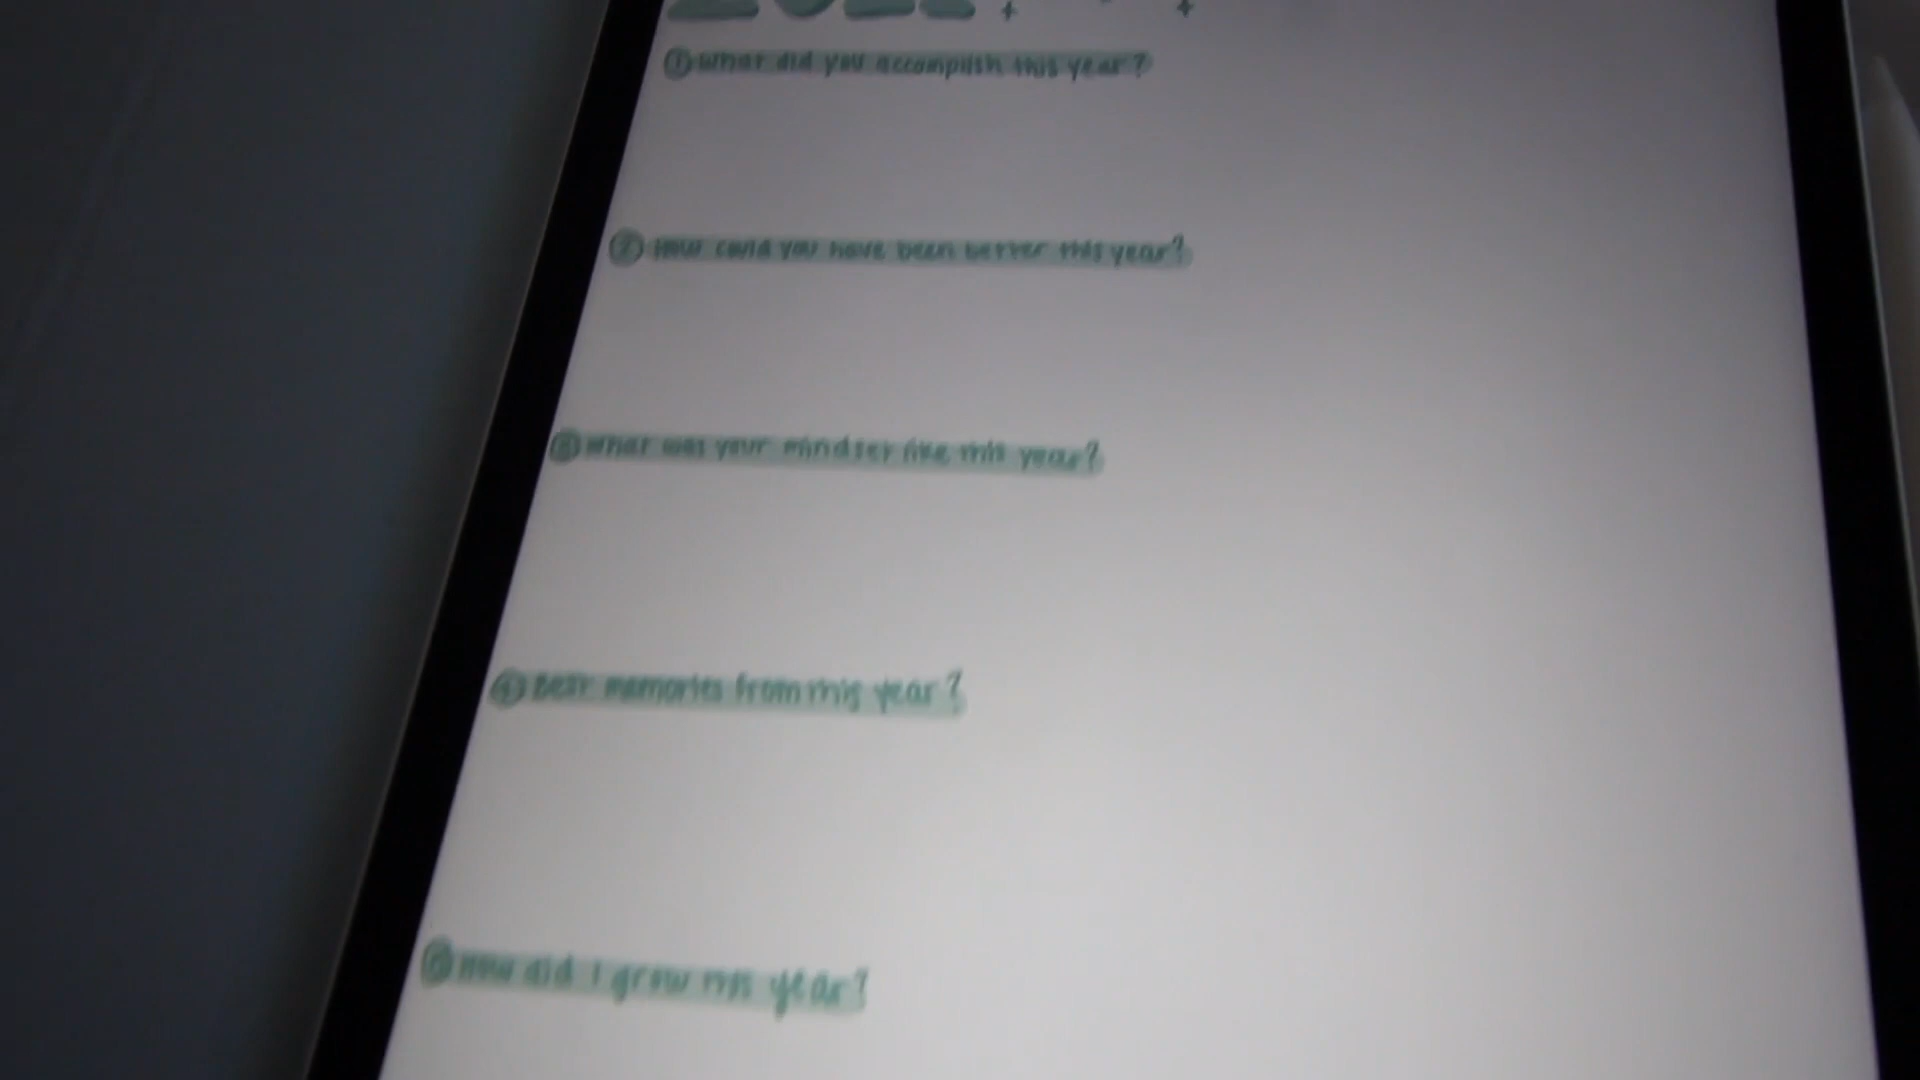 ① What did you accomplish this year?
② How could you have been better this year?
③ What was your mindset like this year?
④ Best memories from this year?
⑤ How did I grow this year?